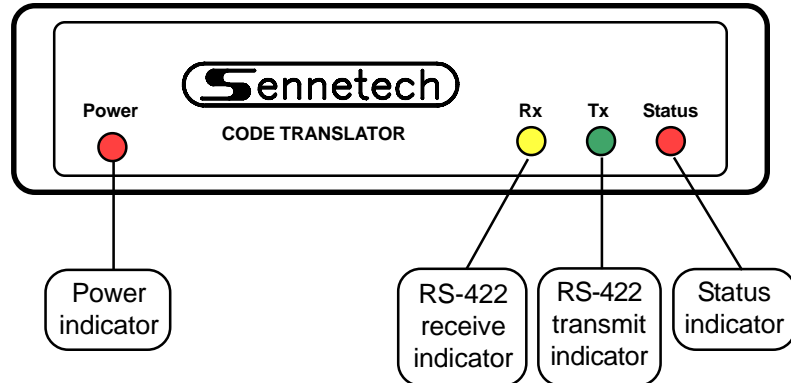 Sennetech
Power
Rx
Tx
Status
CODE TRANSLATOR
Power
indicator
RS-422
receive
indicator
RS-422
transmit
indicator
Status
indicator